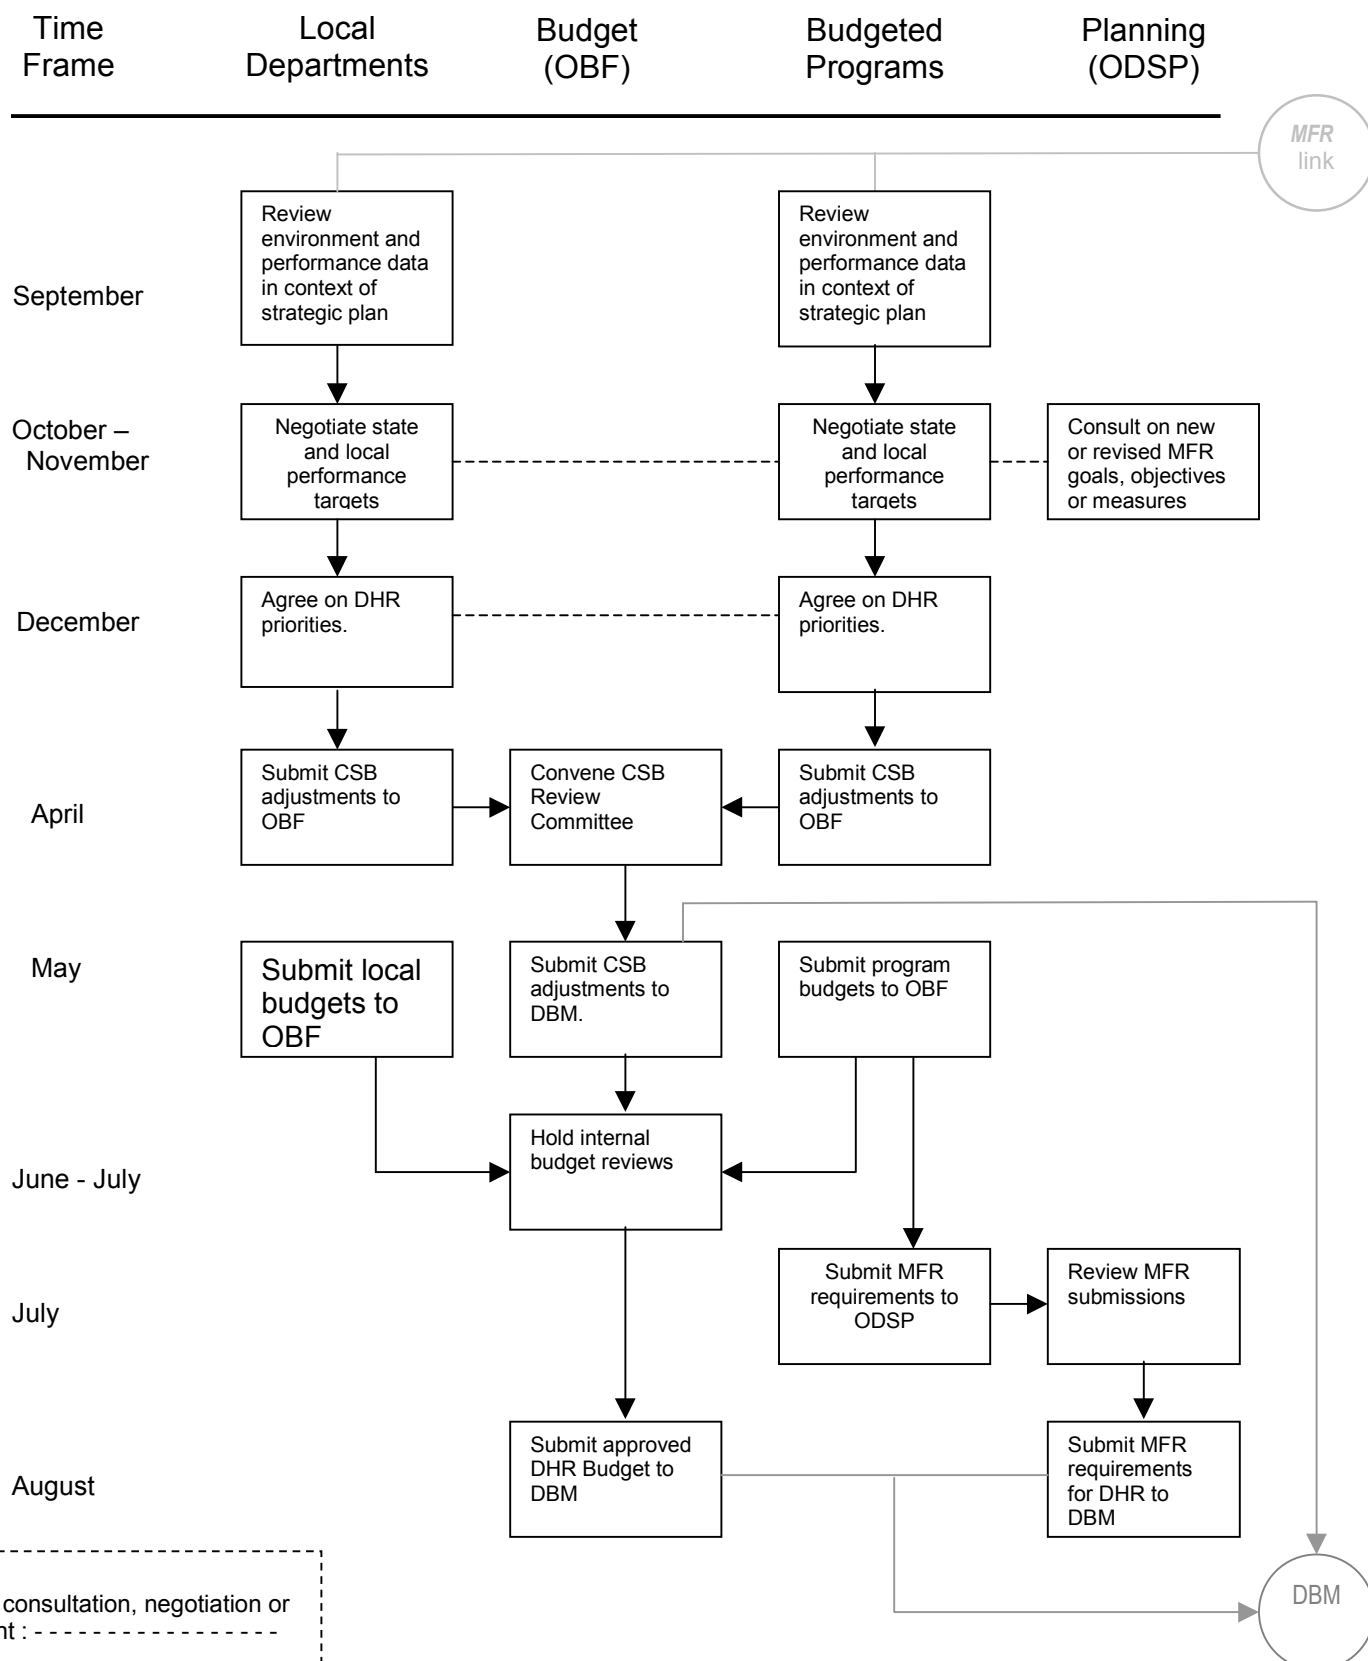 Time
Frame
Local
Departments
Budget
(OBF)
Budgeted
Programs
Planning
(ODSP)
MFR
link
September
Review
environment and
performance data
in context of
strategic plan
Review
environment and
performance data
in context of
strategic plan
October –
November
Negotiate state
and local
performance
targets
Negotiate state
and local
performance
targets
Consult on new
or revised MFR
goals, objectives
or measures
December
Agree on DHR
priorities.
Agree on DHR
priorities.
April
Submit CSB
adjustments to
OBF
Convene CSB
Review
Committee
Submit CSB
adjustments to
OBF
May
Submit local
budgets to
OBF
Submit CSB
adjustments to
DBM.
Submit program
budgets to OBF
June - July
Hold internal
budget reviews
July
Submit MFR
requirements to
ODSP
Review MFR
submissions
August
Submit approved
DHR Budget to
DBM
Submit MFR
requirements
for DHR to
DBM
consultation, negotiation or
: - - - - - - - - - - - - - - - - -
DBM